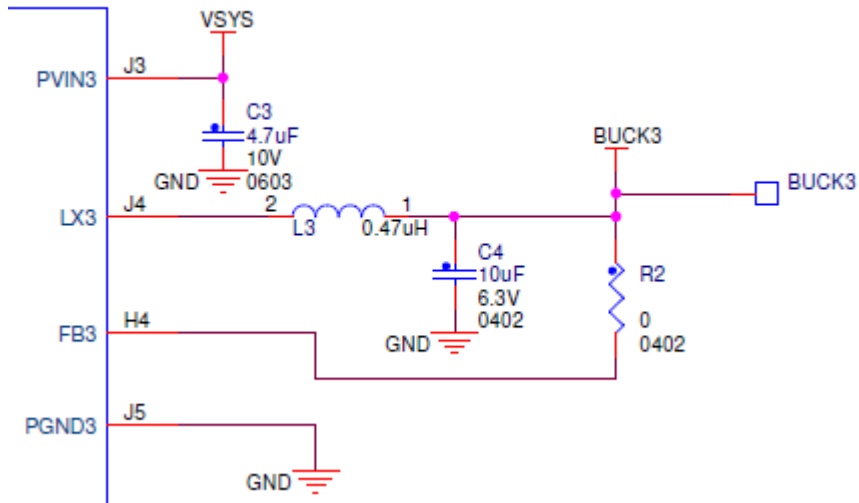 VSYS
PVIN3 J3
C3
4.7uF
10V
0603
GND
BUCK3
BUCK3
LX3 J4
2 1
L3 0.47uH
C4
10uF
6.3V
0402
GND
R2
0
0402
FB3 H4
PGND3 J5
GND